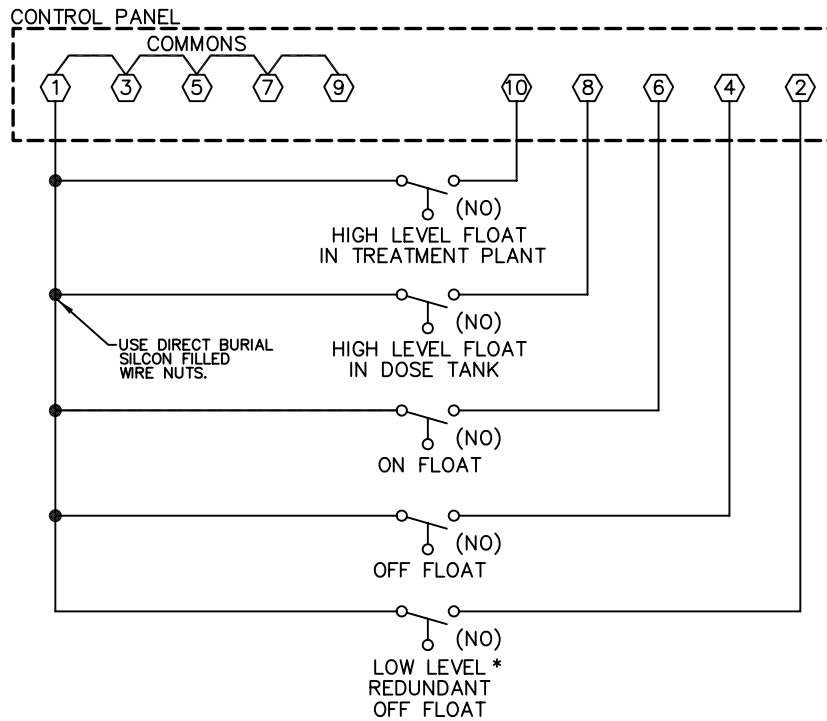 CONTROL PANEL
COMMONS
1 3 5 7 9 10 8 6 4 2
(NO)
HIGH LEVEL FLOAT
IN TREATMENT PLANT
(NO)
HIGH LEVEL FLOAT
IN DOSE TANK
USE DIRECT BURIAL
SILCON FILLED
WIRE NUTS.
(NO)
ON FLOAT
(NO)
OFF FLOAT
(NO)
LOW LEVEL *
REDUNDANT
OFF FLOAT